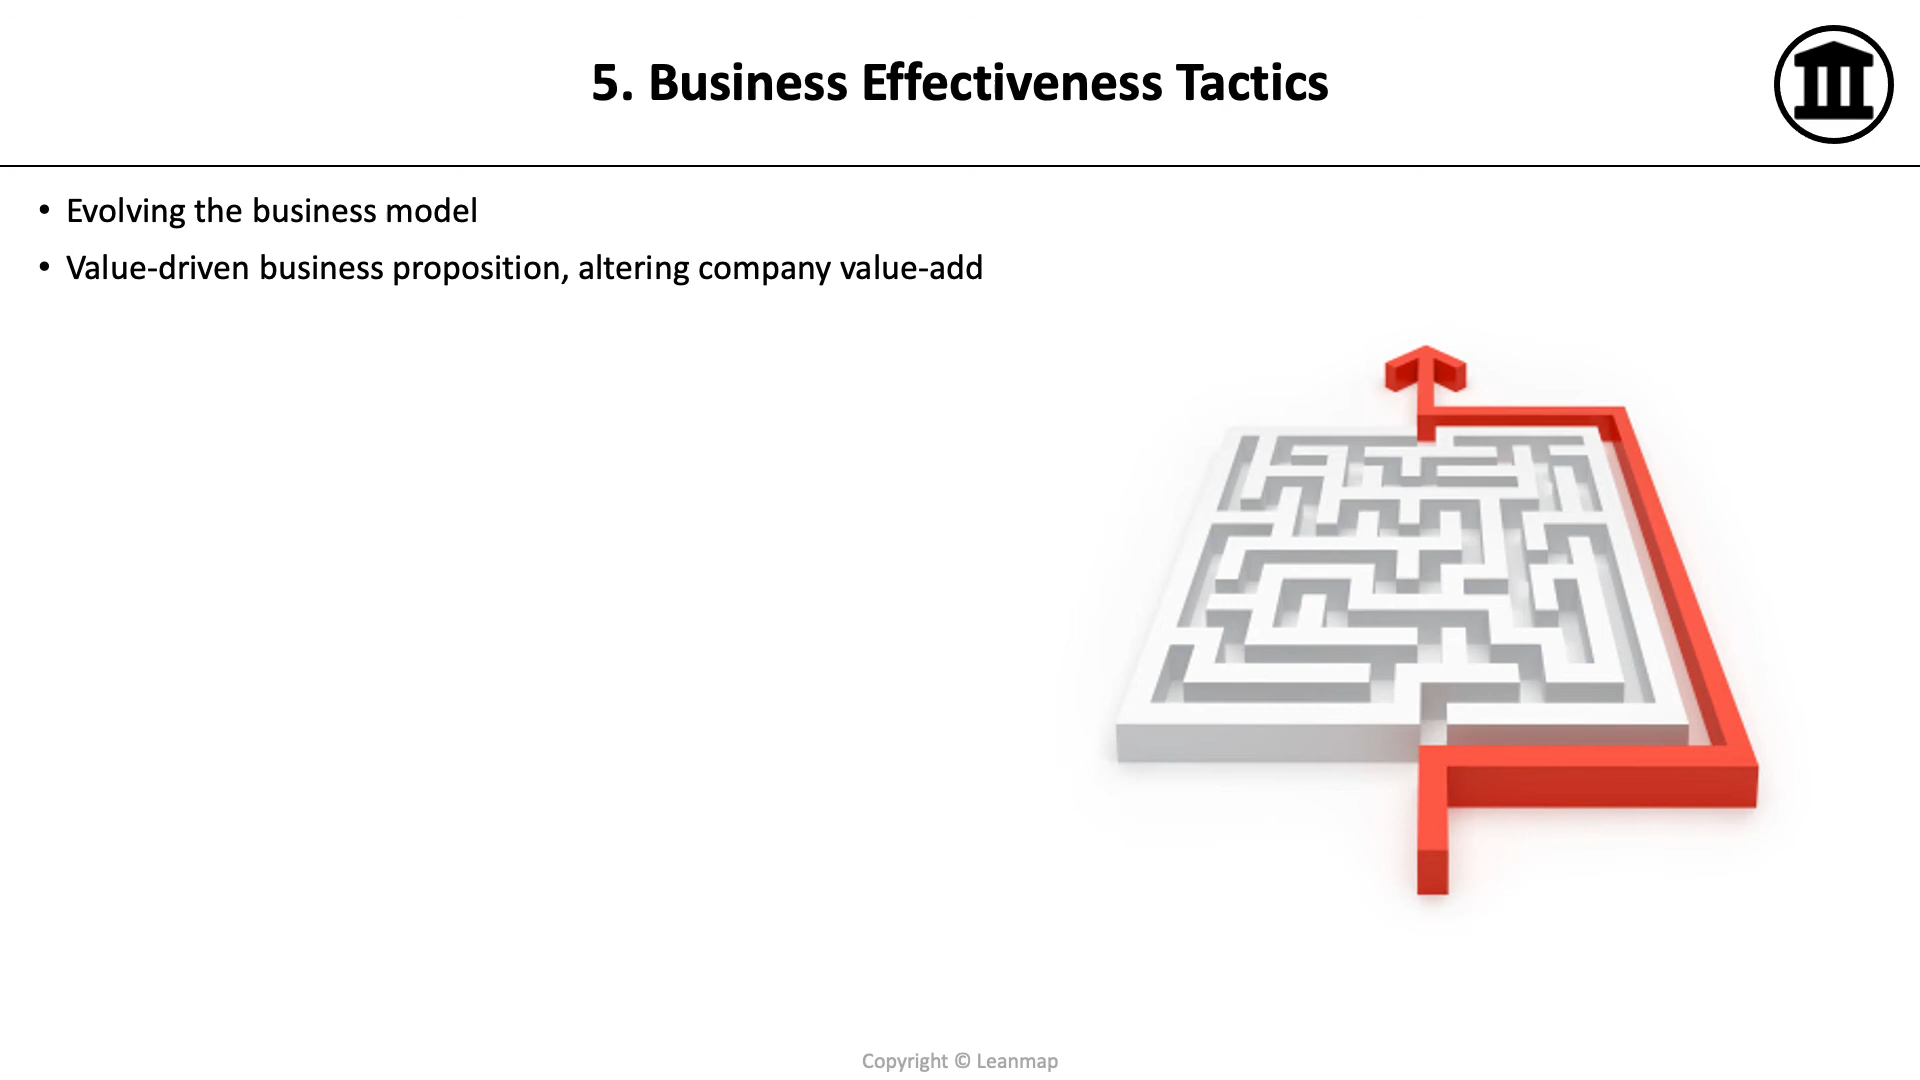 5. Business Effectiveness Tactics
• Evolving the business model
• Value-driven business proposition, altering company value-add
Copyright © Leanmap